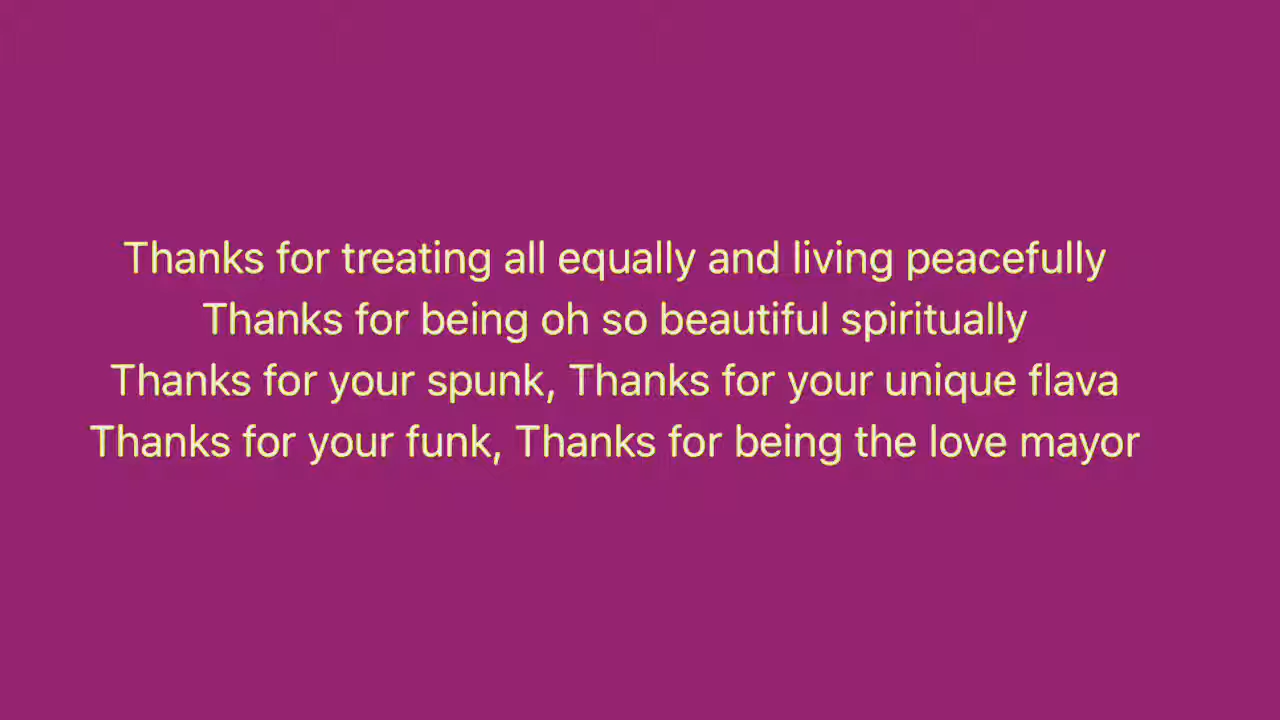 Thanks for treating all equally and living peacefully
Thanks for being oh so beautiful spiritually
Thanks for your spunk, Thanks for your unique flava
Thanks for your funk, Thanks for being the love mayor